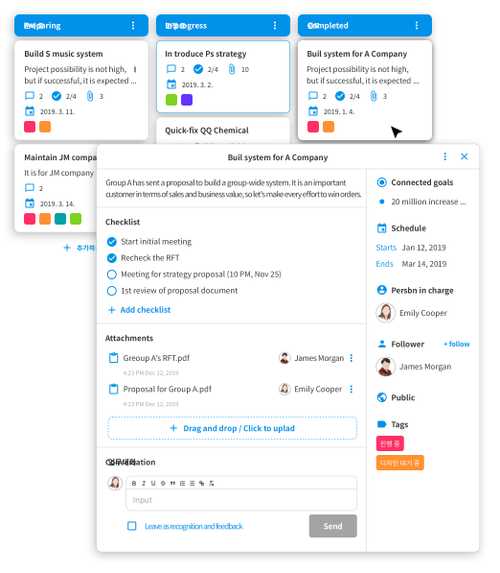 Preparing
In progress
Completed
Build S music system
Project possibility is not high,
but if successful, it is expected ...
2
2/4
3
2019. 3. 11.
In troduce Ps strategy
2
2/4
10
2019. 3. 2.
Buil system for A Company
Project possibility is not high,
but if successful, it is expected ...
2
2/4
3
2019. 1. 4.
Quick-fix QQ Chemical
Maintain JM compa
It is for JM company
2
2019. 3. 14.
Buil system for A Company
Group A has sent a proposal to build a group-wide system. It is an important
customer in terms of sales and business value, so let's make every effort to win orders.
Checklist
Start initial meeting
Recheck the RFT
Meeting for strategy proposal (10 PM, Nov 25)
1st review of proposal document
+ Add checklist
Attachments
Greoup A's RFT.pdf
James Morgan
4:23 PM Dec 12, 2019
Proposal for Group A.pdf
Emily Cooper
4:23 PM Dec 12, 2019
+ Drag and drop / Click to uplad
Conversation
B I U S
Input
Leave as recognition and feedback
Send
Connected goals
20 million increase ...
Schedule
Starts Jan 12, 2019
Ends Mar 14, 2019
Persbn in charge
Emily Cooper
Follower
+ follow
James Morgan
Public
Tags
진행 중
디자인 대기 중